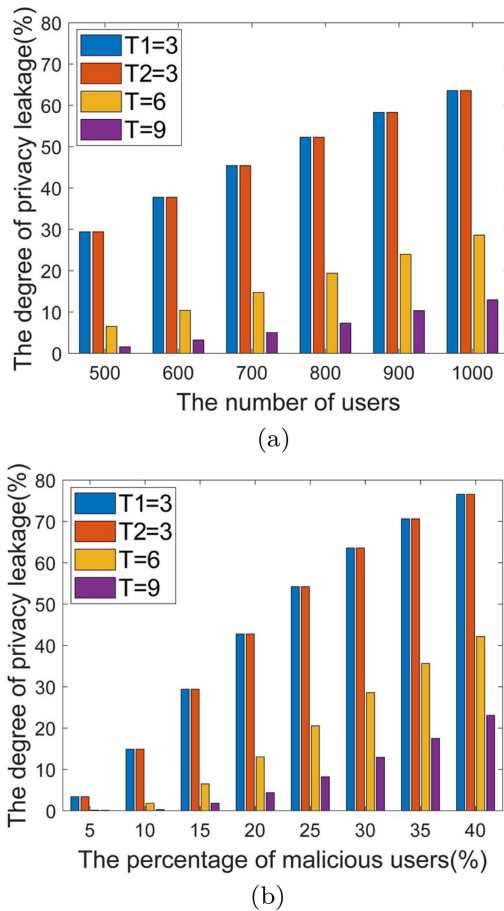 The degree of privacy leakage(%)
80
70
60
50
40
30
20
10
0
T1=3
T2=3
T=6
T=9
500 600 700 800 900 1000
The number of users
(a)
The degree of privacy leakage(%)
80
70
60
50
40
30
20
10
0
T1=3
T2=3
T=6
T=9
5 10 15 20 25 30 35 40
The percentage of malicious users(%)
(b)